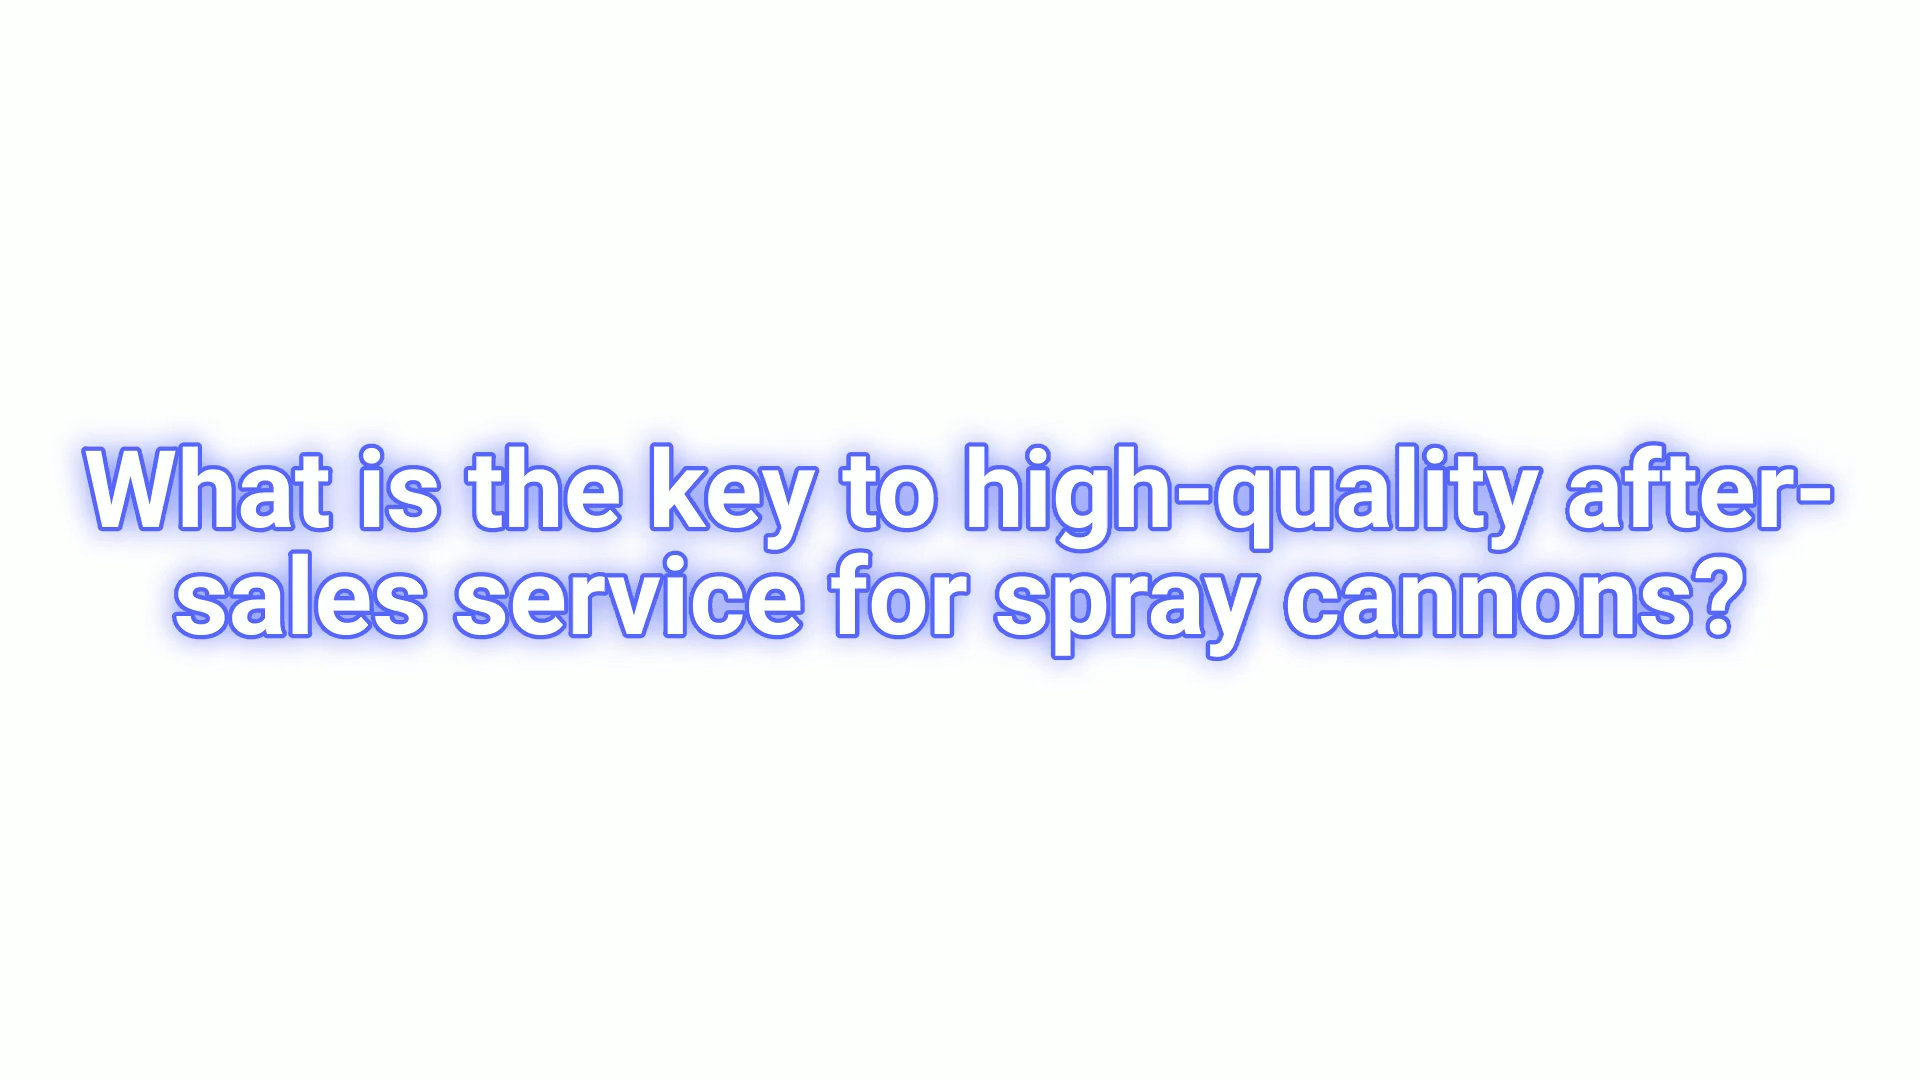 What is the key to high-quality after-
sales service for spray cannons?